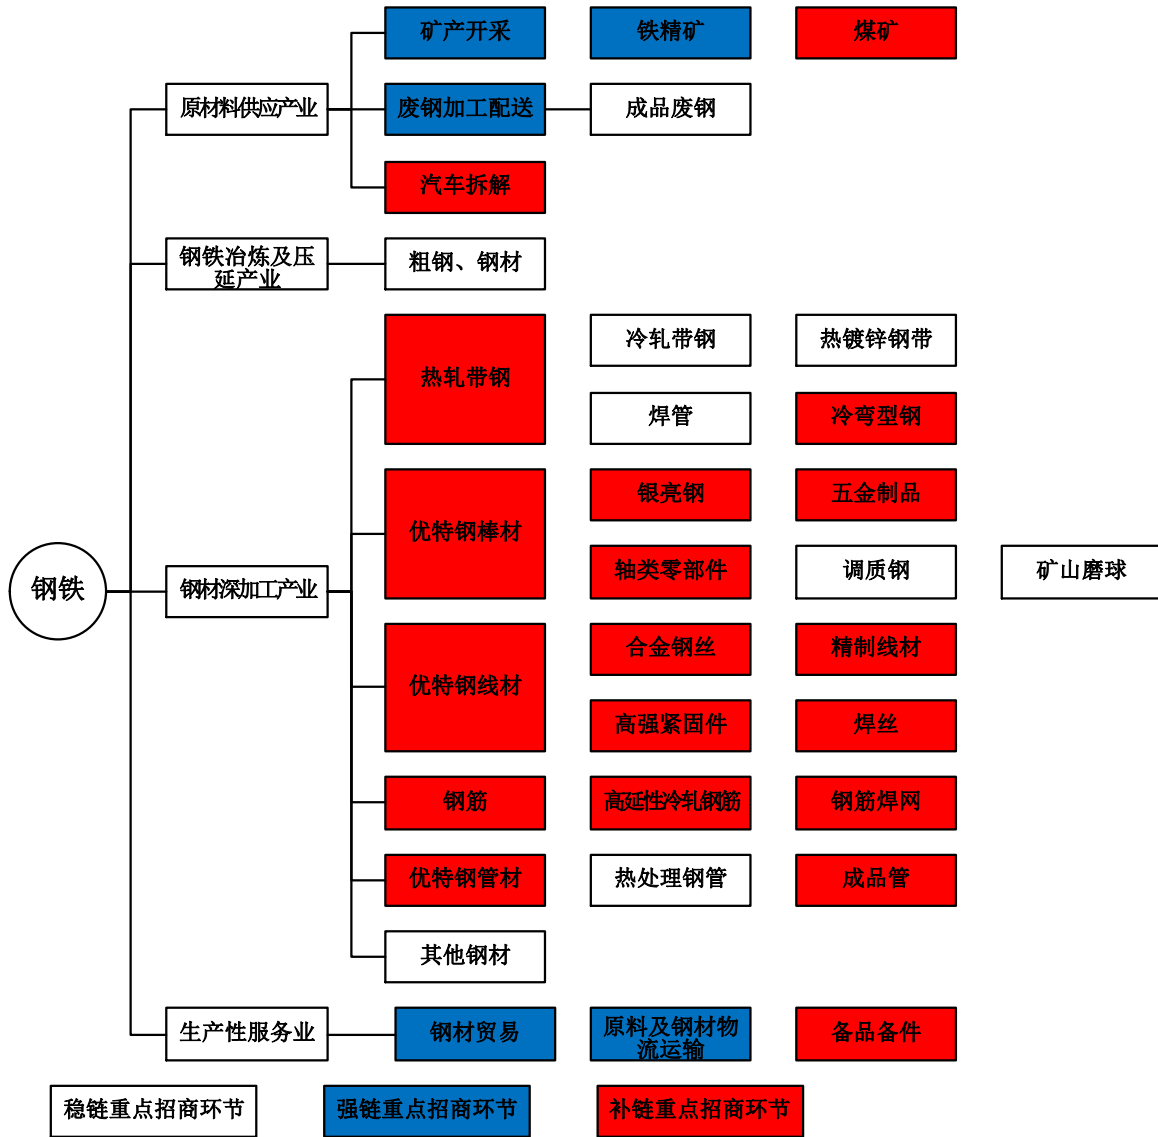 矿产开采
铁精矿
煤矿
原材料供应产业
废钢加工配送
成品废钢
汽车拆解
钢铁冶炼及压
延产业
粗钢、钢材
热轧带钢
冷轧带钢
热镀锌钢带
焊管
冷弯型钢
钢铁
钢材深加工产业
优特钢棒材
银亮钢
五金制品
轴类零部件
调质钢
矿山磨球
优特钢线材
合金钢丝
精制线材
高强紧固件
焊丝
钢筋
高延性冷轧钢筋
钢筋焊网
优特钢管材
热处理钢管
成品管
其他钢材
生产性服务业
钢材贸易
原料及钢材物
流运输
备品备件
稳链重点招商环节
强链重点招商环节
补链重点招商环节